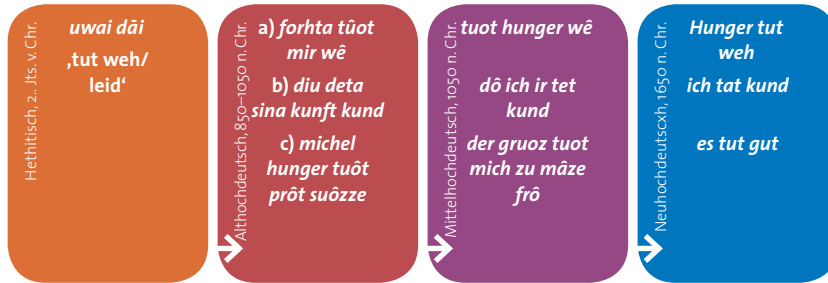 Hethitisch, 2.. Jts. v. Chr.
uwai dāi
‚tut weh/
leid‘
Althochdeutsch, 850–1050 n. Chr.
a) forhta tûot
mir wê
b) diu deta
sina kunft kund
c) michel
hunger tuôt
prôt suôzze
Mittelhochdeutsch, 1050 n. Chr.
tuot hunger wê
dô ich ir tet
kund
der gruoz tuot
mich zu mâze
frô
Neuhochdeutscxh, 1650 n. Chr.
Hunger tut
weh
ich tat kund
es tut gut